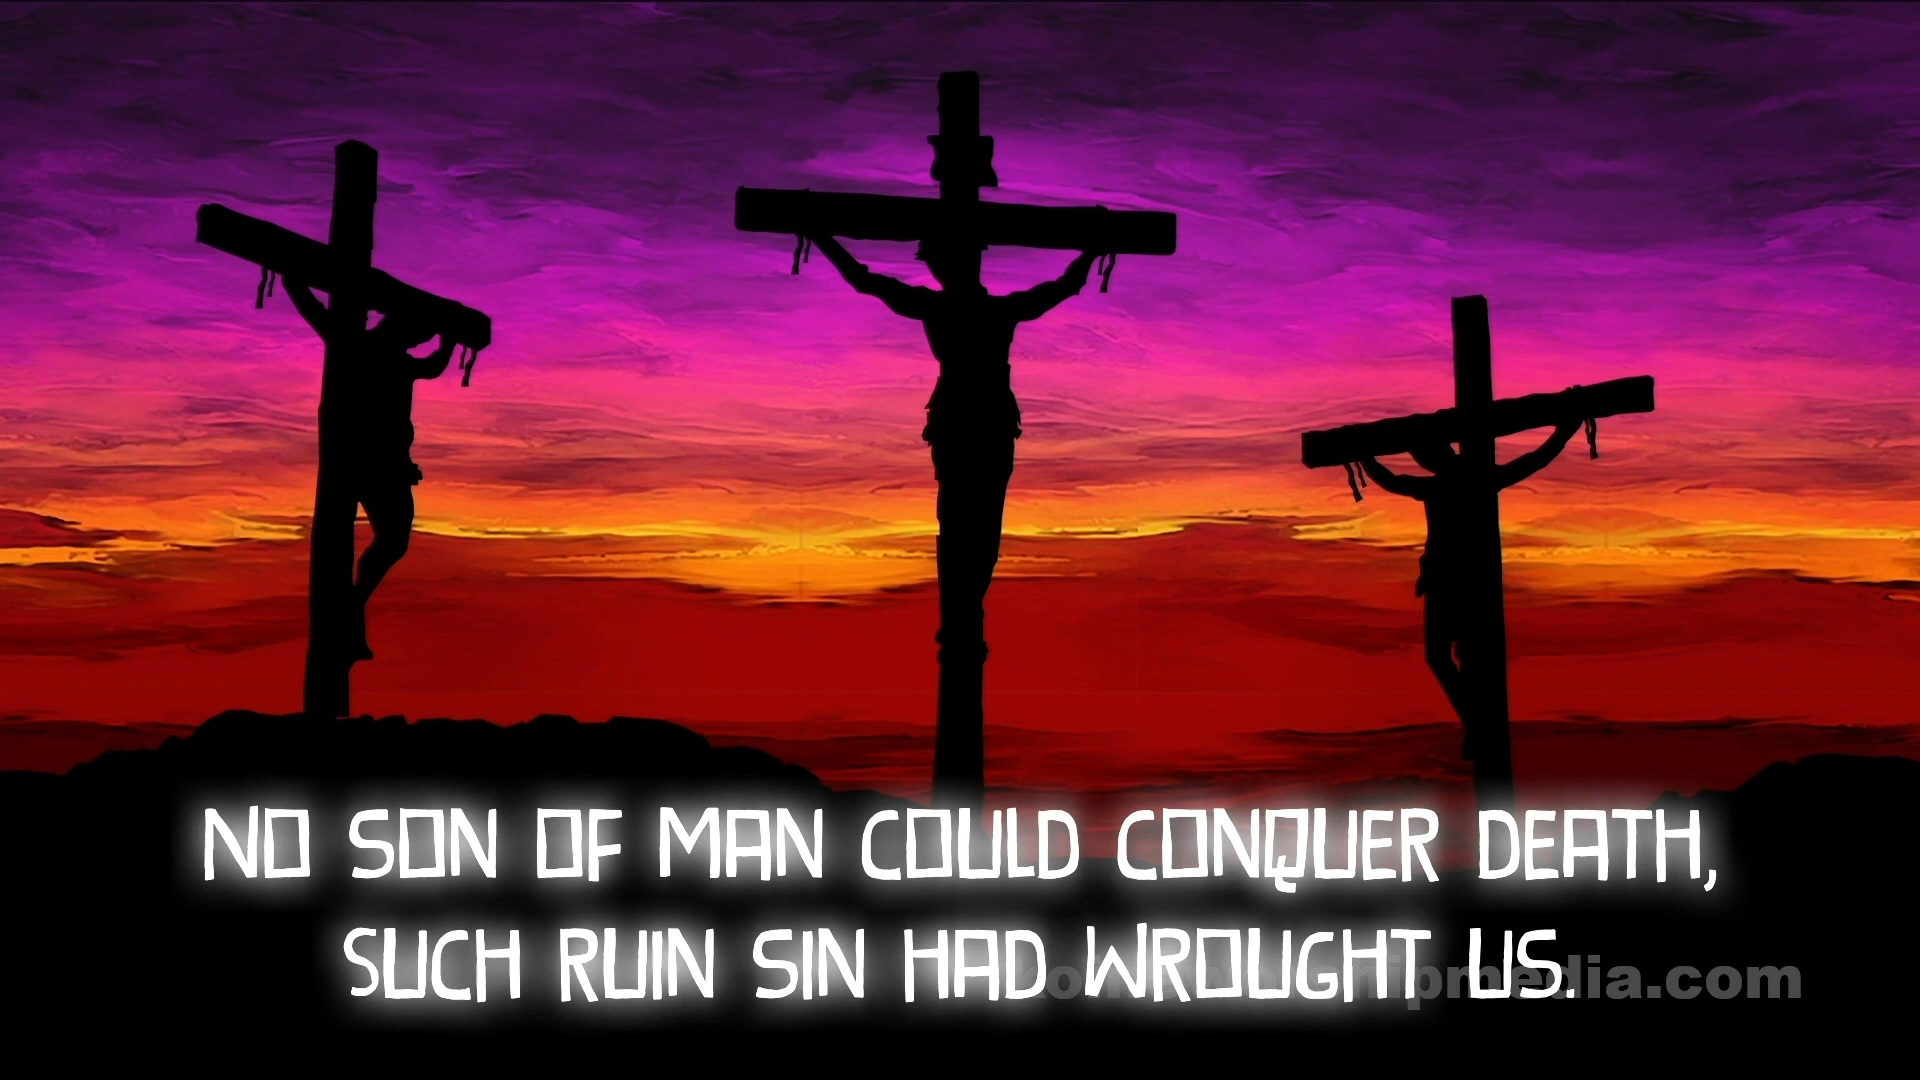 NO SON OF MAN COULD CONQUER DEATH,
SUCH RUIN SIN HAD WROUGHT US.